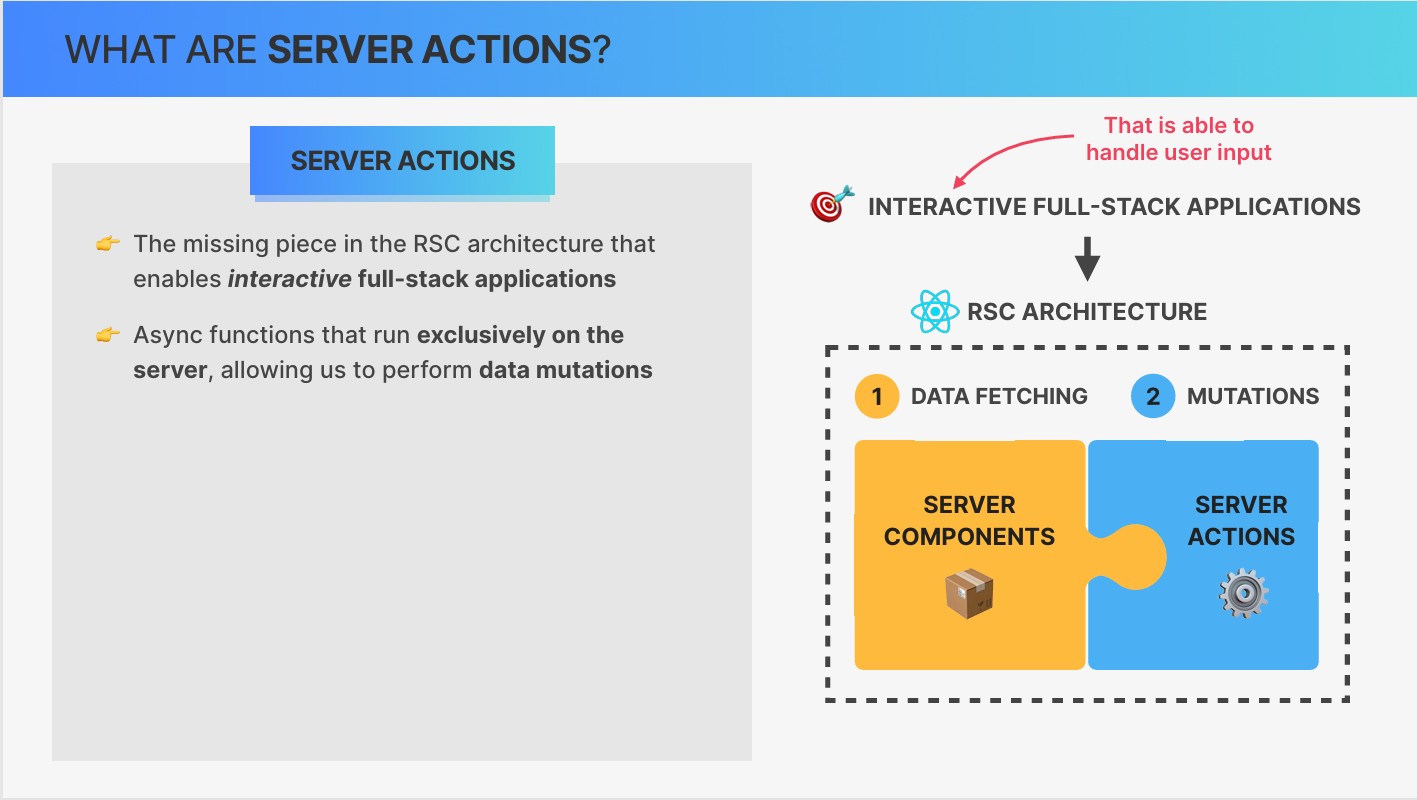 WHAT ARE SERVER ACTIONS?
SERVER ACTIONS
The missing piece in the RSC architecture that
enables interactive full-stack applications
Async functions that run exclusively on the
server, allowing us to perform data mutations
That is able to
handle user input
INTERACTIVE FULL-STACK APPLICATIONS
RSC ARCHITECTURE
1 DATA FETCHING
2 MUTATIONS
SERVER
COMPONENTS
SERVER
ACTIONS